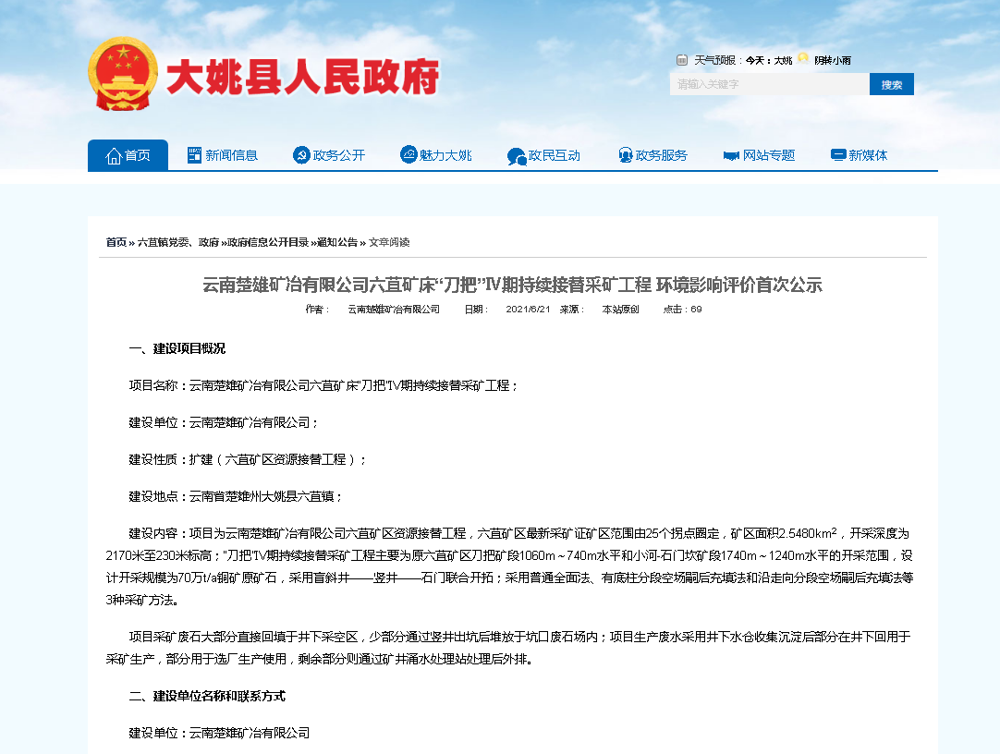 大姚县人民政府
天气预报：今天：大姚 阴转小雨
请输入关键字 搜索
首页 新闻信息 政务公开 魅力大姚 政民互动 政务服务 网站专题 新媒体
首页 » 六苴镇党委、政府 »政府信息公开目录 »通知公告 » 文章阅读
云南楚雄矿冶有限公司六苴矿床“刀把”Ⅳ期持续接替采矿工程 环境影响评价首次公示
作者： 云南楚雄矿冶有限公司 日期： 2021/6/21 来源： 本站原创 点击：69
一、建设项目概况
项目名称：云南楚雄矿冶有限公司六苴矿床“刀把”Ⅳ期持续接替采矿工程；
建设单位：云南楚雄矿冶有限公司；
建设性质：扩建（六苴矿区资源接替工程）；
建设地点：云南省楚雄州大姚县六苴镇；
建设内容：项目为云南楚雄矿冶有限公司六苴矿区资源接替工程，六苴矿区最新采矿证矿区范围由25个拐点圈定，矿区面积2.5480km²，开采深度为
2170米至230米标高；“刀把”Ⅳ期持续接替采矿工程主要为原六苴矿区刀把矿段1060m～740m水平和小河-石门坎矿段1740m～1240m水平的开采范围，设
计开采规模为70万t/a铜矿原矿石，采用盲斜井——竖井——石门联合开拓；采用普通全面法、有底柱分段空场嗣后充填法和沿走向分段空场嗣后充填法等
3种采矿方法。
项目采矿废石大部分直接回填于井下采空区，少部分通过竖井出坑后堆放于坑口废石场内；项目生产废水采用井下水仓收集沉淀后部分在井下回用于
采矿生产，部分用于选厂生产使用，剩余部分则通过矿井涌水处理站处理后外排。
二、建设单位名称和联系方式
建设单位：云南楚雄矿冶有限公司